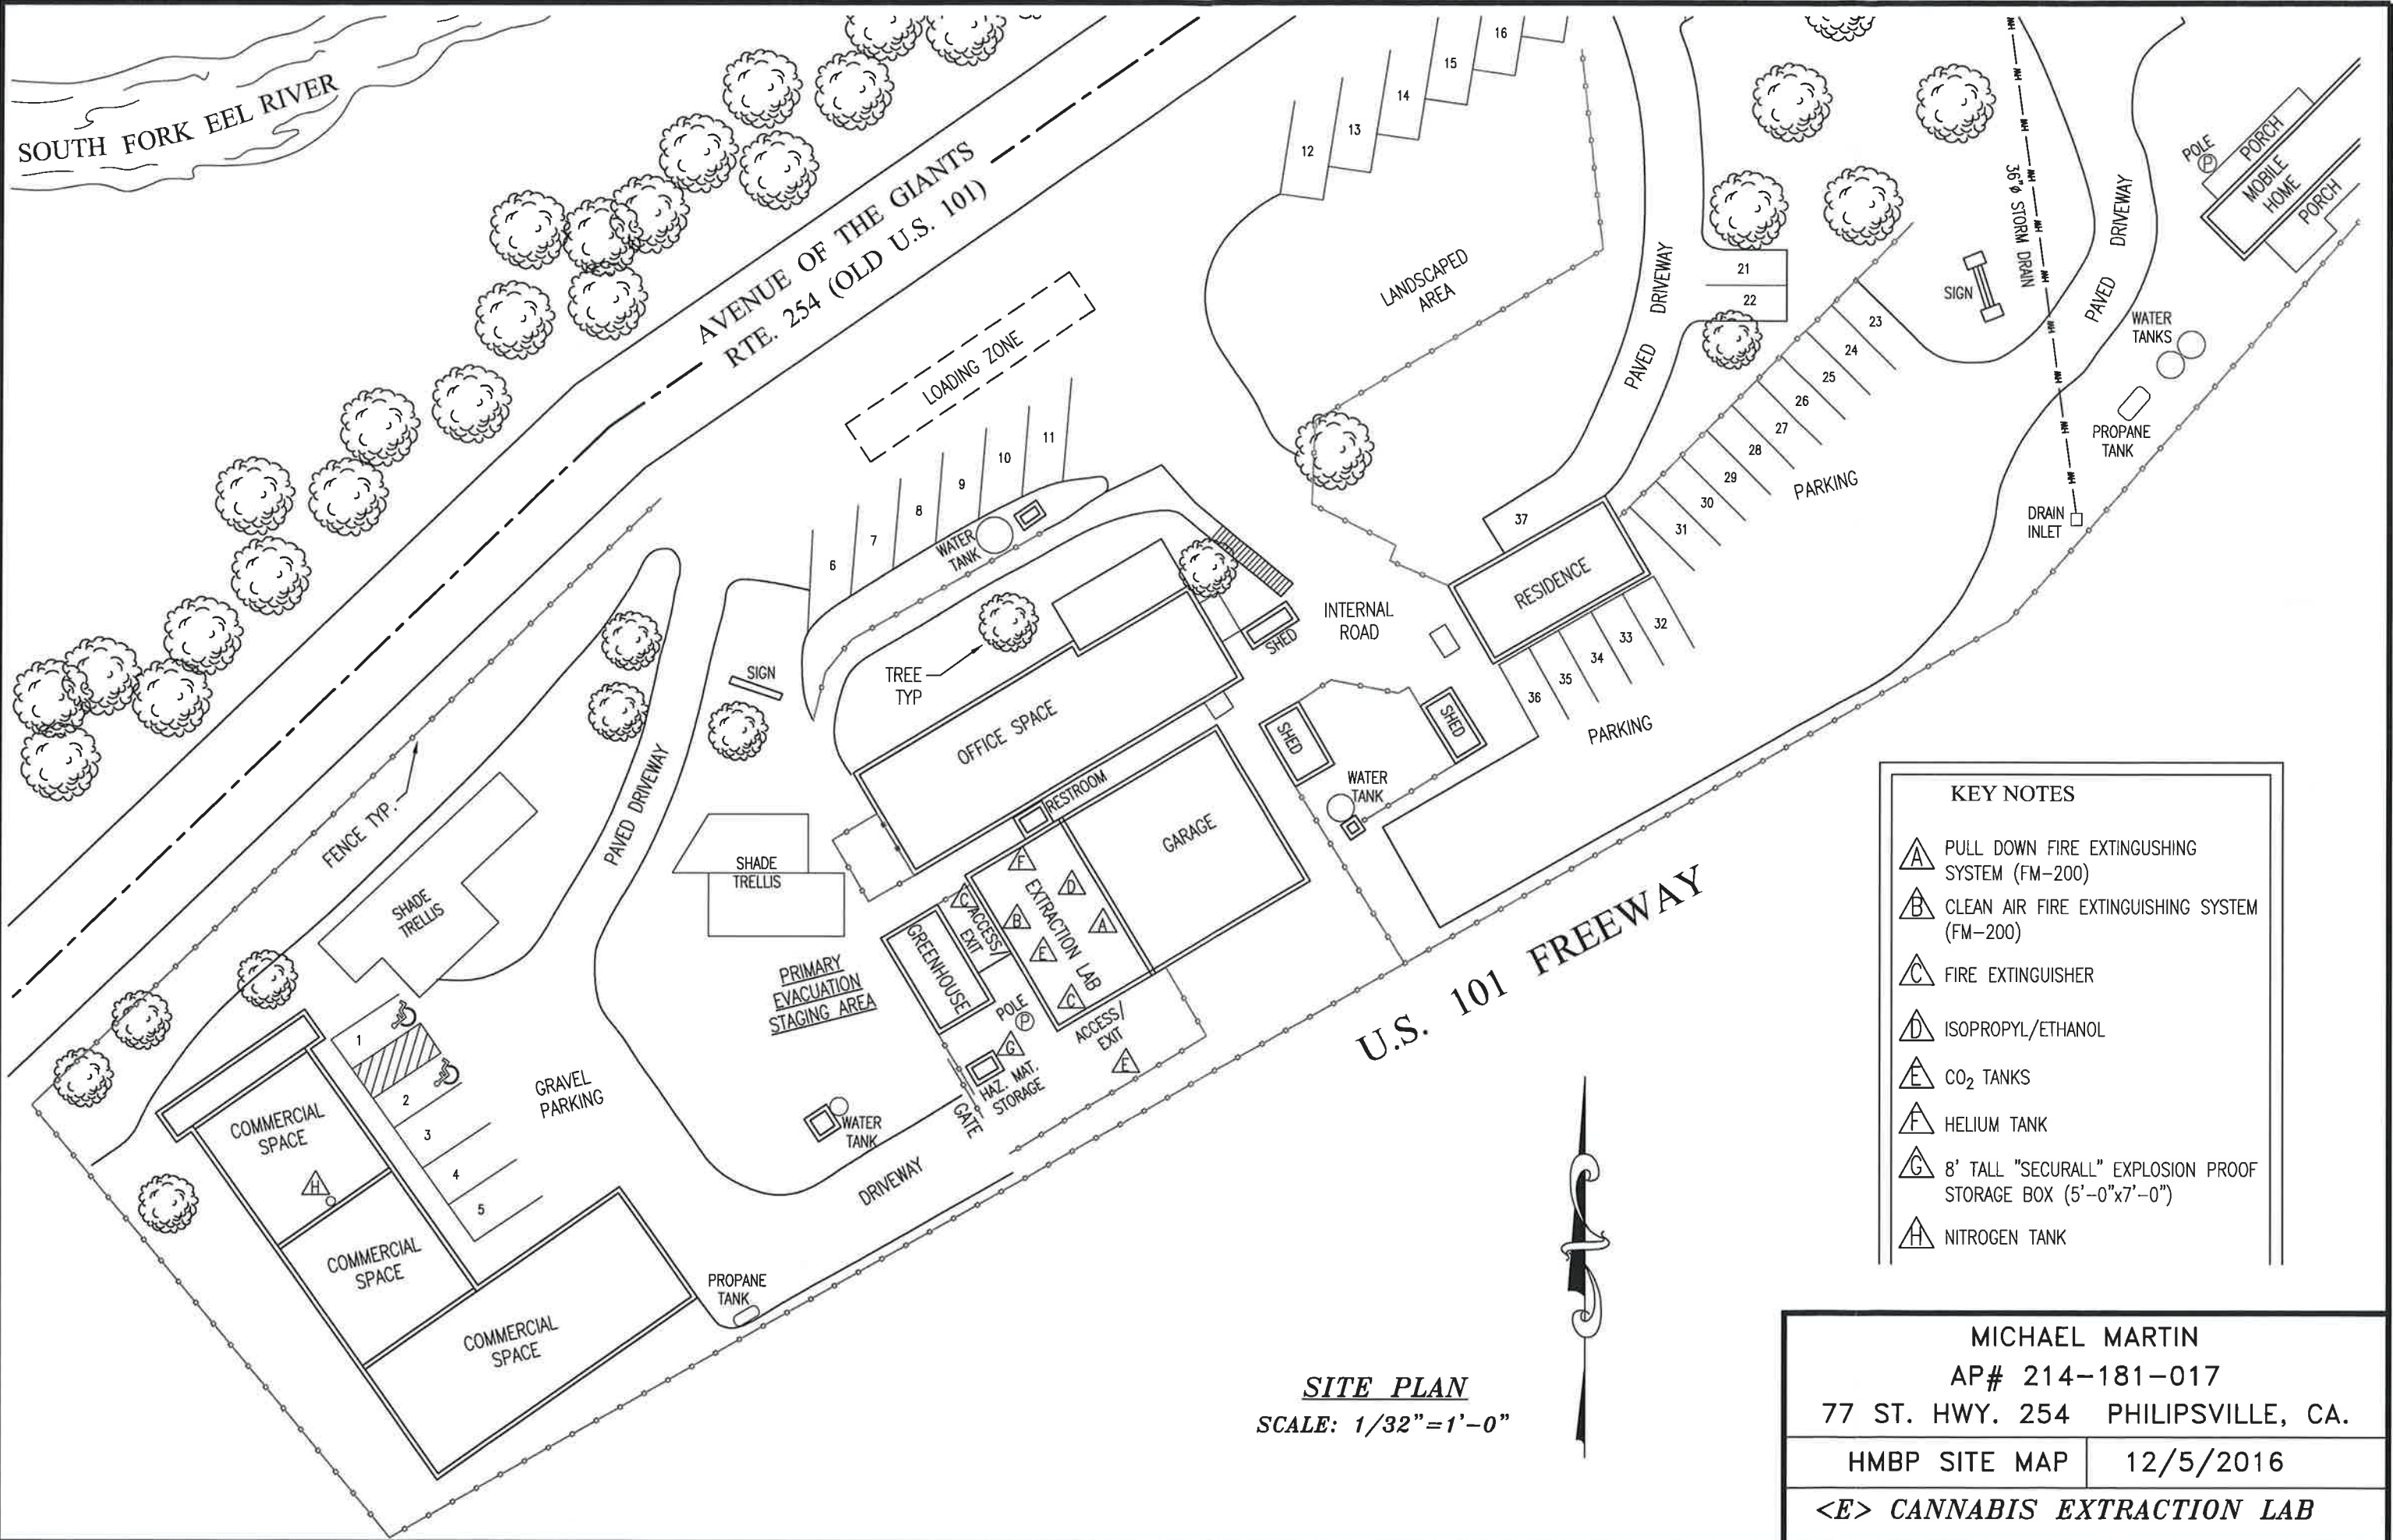 SOUTH FORK EEL RIVER
AVENUE OF THE GIANTS
RTE. 254 (OLD U.S. 101)
LOADING ZONE
12
13
14
15
16
LANDSCAPED
AREA
PAVED DRIVEWAY
21
22
23
24
25
26
27
28
29
30
31
PARKING
SIGN
36"ø STORM DRAIN
PAVED DRIVEWAY
POLE
P
PORCH
MOBILE
HOME
PORCH
WATER
TANKS
PROPANE
TANK
DRAIN
INLET
6
7
8
9
10
11
WATER
TANK
37
RESIDENCE
INTERNAL
ROAD
SHED
32
33
34
35
36
PARKING
SHED
SHED
WATER
TANK
TREE
TYP
SIGN
OFFICE SPACE
RESTROOM
GARAGE
FENCE TYP.
PAVED DRIVEWAY
SHADE
TRELLIS
SHADE
TRELLIS
EXTRACTION LAB
F
D
A
B
E
C
C
ACCESS/
EXIT
GREENHOUSE
PRIMARY
EVACUATION
STAGING AREA
POLE
P
G
HAZ. MAT.
STORAGE
GATE
ACCESS/
EXIT
E
U.S. 101 FREEWAY
1
2
3
4
5
GRAVEL
PARKING
WATER
TANK
DRIVEWAY
COMMERCIAL
SPACE
H
COMMERCIAL
SPACE
COMMERCIAL
SPACE
PROPANE
TANK
KEY NOTES
A PULL DOWN FIRE EXTINGUSHING
SYSTEM (FM-200)
B CLEAN AIR FIRE EXTINGUISHING SYSTEM
(FM-200)
C FIRE EXTINGUISHER
D ISOPROPYL/ETHANOL
E CO₂ TANKS
F HELIUM TANK
G 8' TALL "SECURALL" EXPLOSION PROOF
STORAGE BOX (5'-0"x7'-0")
H NITROGEN TANK
SITE PLAN
SCALE: 1/32"=1'-0"
MICHAEL MARTIN
AP# 214-181-017
77 ST. HWY. 254 PHILIPSVILLE, CA.
HMBP SITE MAP 12/5/2016
<E> CANNABIS EXTRACTION LAB